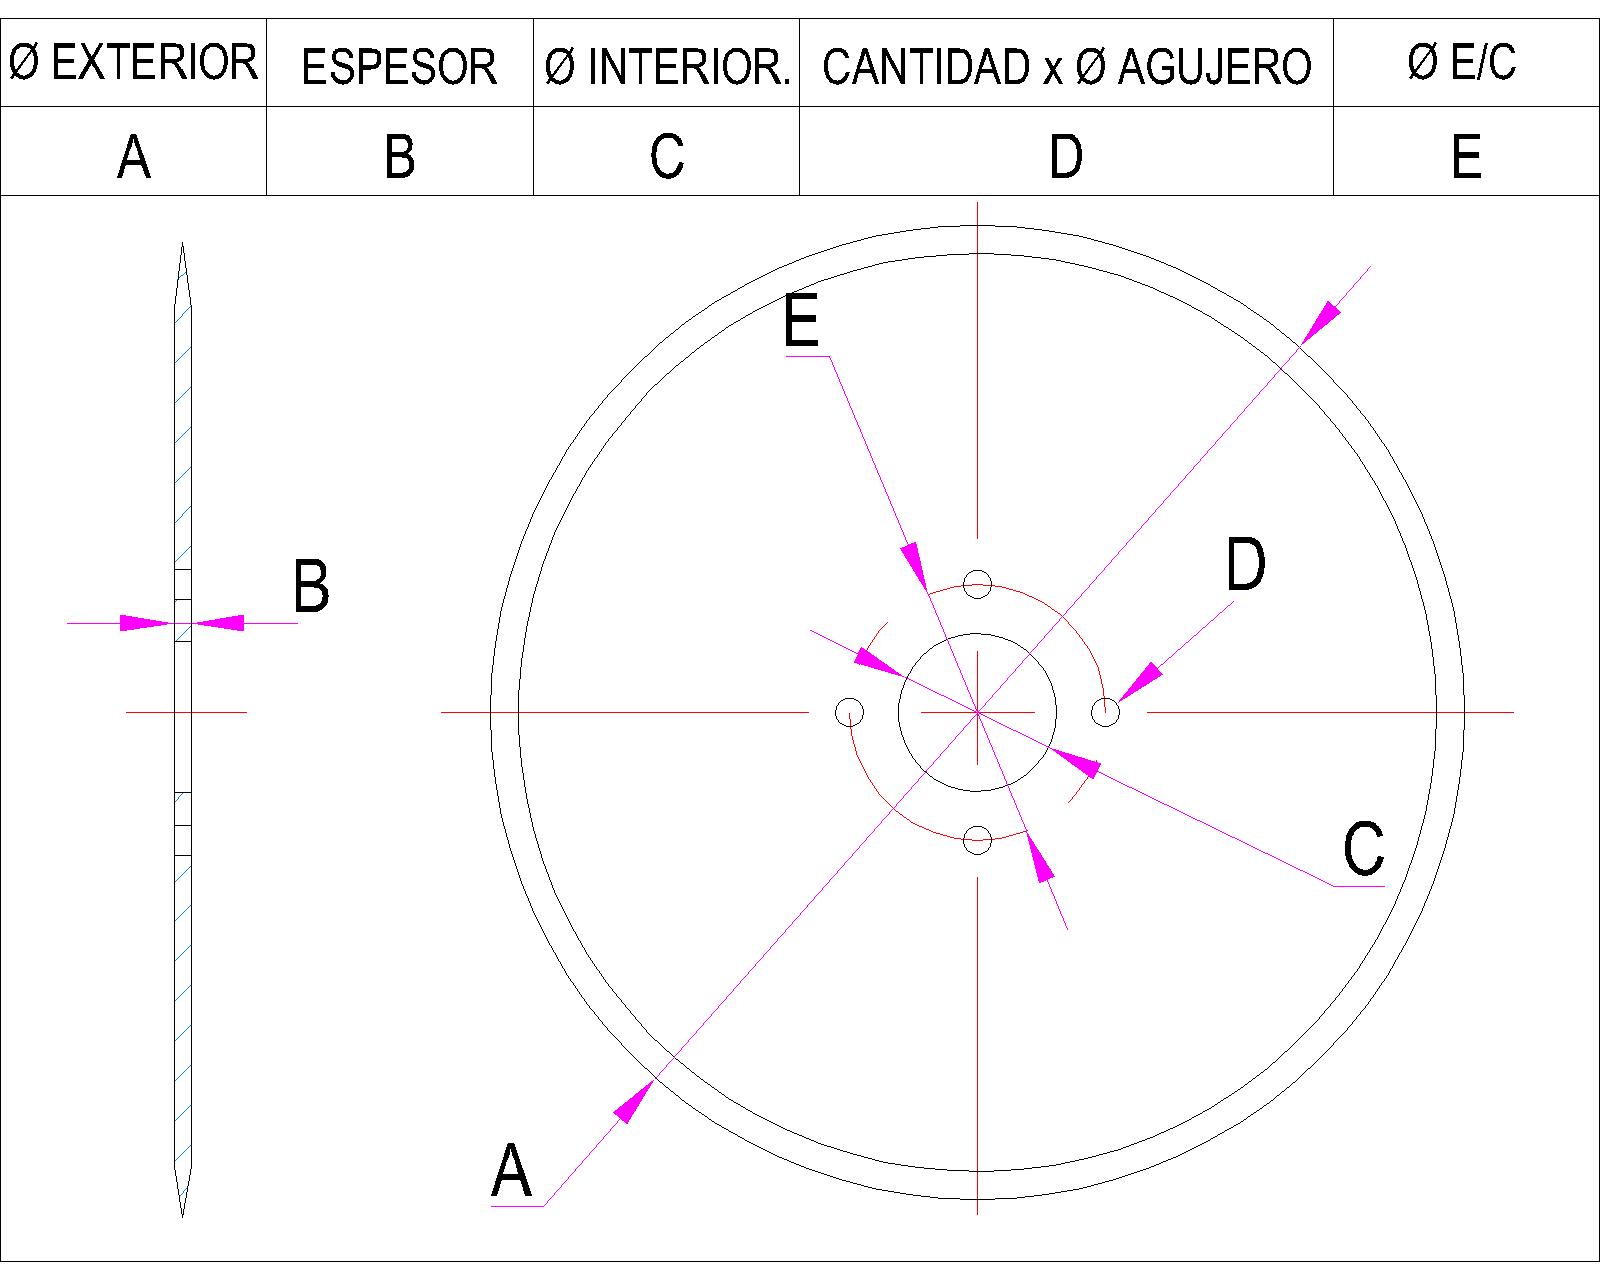 Ø EXTERIOR ESPESOR Ø INTERIOR. CANTIDAD x Ø AGUJERO Ø E/C
A B C D E
E
D
B
C
A